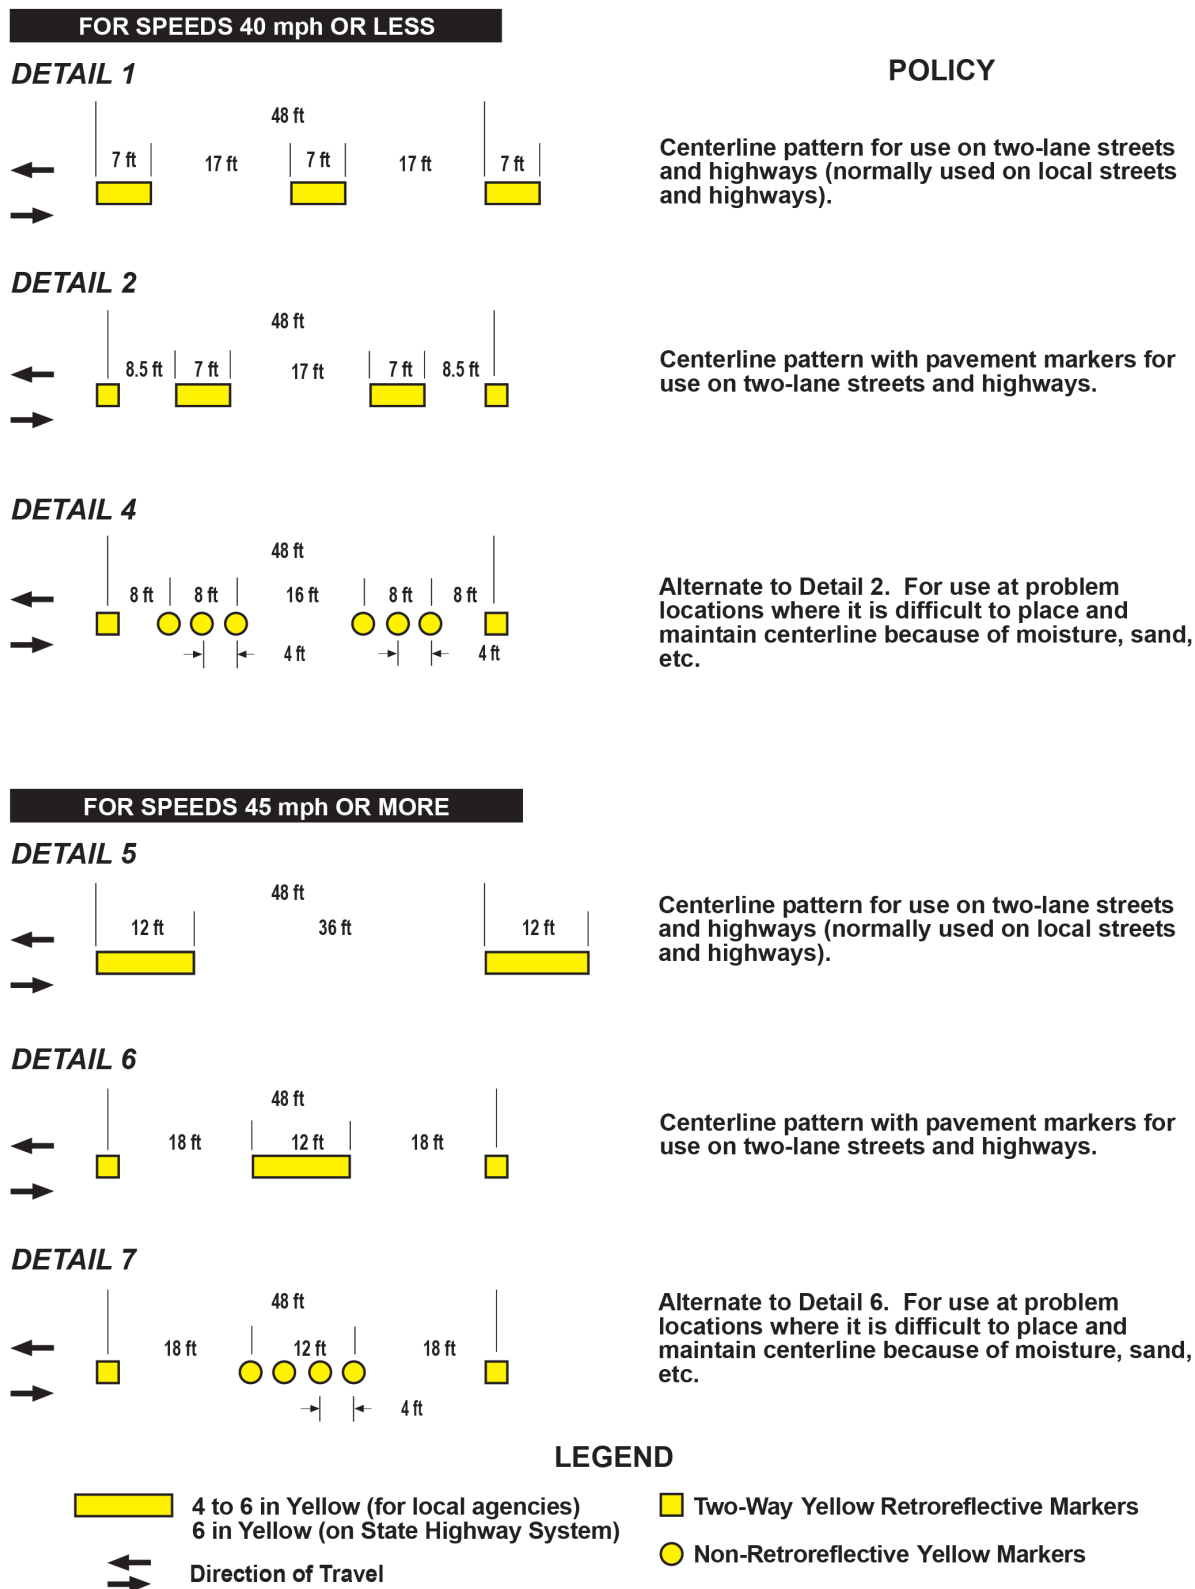 FOR SPEEDS 40 mph OR LESS
POLICY
DETAIL 1
48 ft
7 ft 17 ft 7 ft 17 ft 7 ft
Centerline pattern for use on two-lane streets
and highways (normally used on local streets
and highways).
DETAIL 2
48 ft
8.5 ft 7 ft 17 ft 7 ft 8.5 ft
Centerline pattern with pavement markers for
use on two-lane streets and highways.
DETAIL 4
48 ft
8 ft 8 ft 16 ft 8 ft 8 ft
4 ft 4 ft
Alternate to Detail 2. For use at problem
locations where it is difficult to place and
maintain centerline because of moisture, sand,
etc.
FOR SPEEDS 45 mph OR MORE
DETAIL 5
48 ft
12 ft 36 ft 12 ft
Centerline pattern for use on two-lane streets
and highways (normally used on local streets
and highways).
DETAIL 6
48 ft
18 ft 12 ft 18 ft
Centerline pattern with pavement markers for
use on two-lane streets and highways.
DETAIL 7
48 ft
18 ft 12 ft 18 ft
4 ft
Alternate to Detail 6. For use at problem
locations where it is difficult to place and
maintain centerline because of moisture, sand,
etc.
LEGEND
4 to 6 in Yellow (for local agencies)
6 in Yellow (on State Highway System)
Direction of Travel
Two-Way Yellow Retroreflective Markers
Non-Retroreflective Yellow Markers